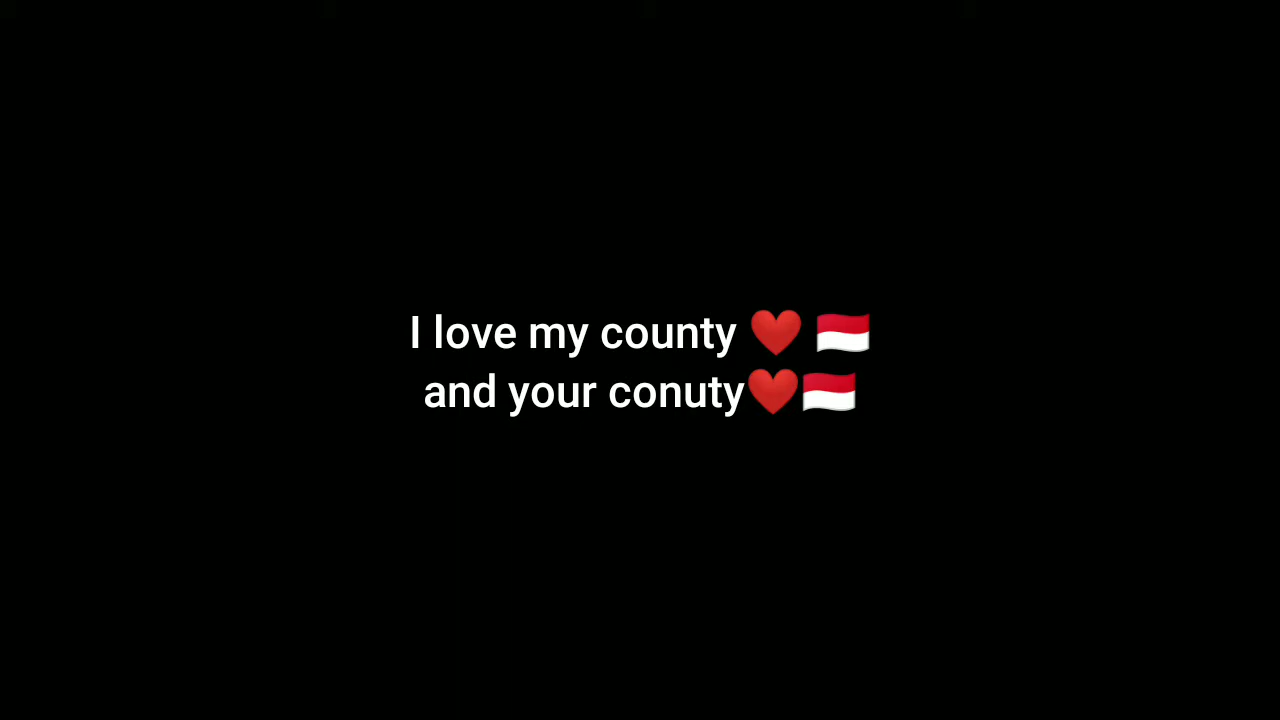 I love my county ❤️ 🇮🇩
and your conuty❤️🇮🇩